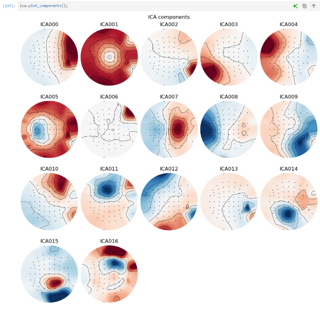 ica.plot_components();
ICA components
ICA000 ICA001 ICA002 ICA003 ICA004
ICA005 ICA006 ICA007 ICA008 ICA009
ICA010 ICA011 ICA012 ICA013 ICA014
ICA015 ICA016